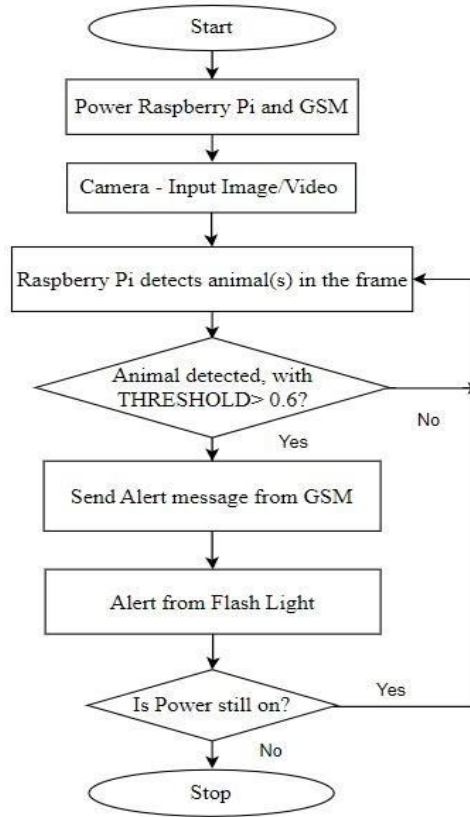 Start
Power Raspberry Pi and GSM
Camera - Input Image/Video
Raspberry Pi detects animal(s) in the frame
Animal detected, with
THRESHOLD> 0.6?
No
Yes
Send Alert message from GSM
Alert from Flash Light
Is Power still on?
Yes
No
Stop